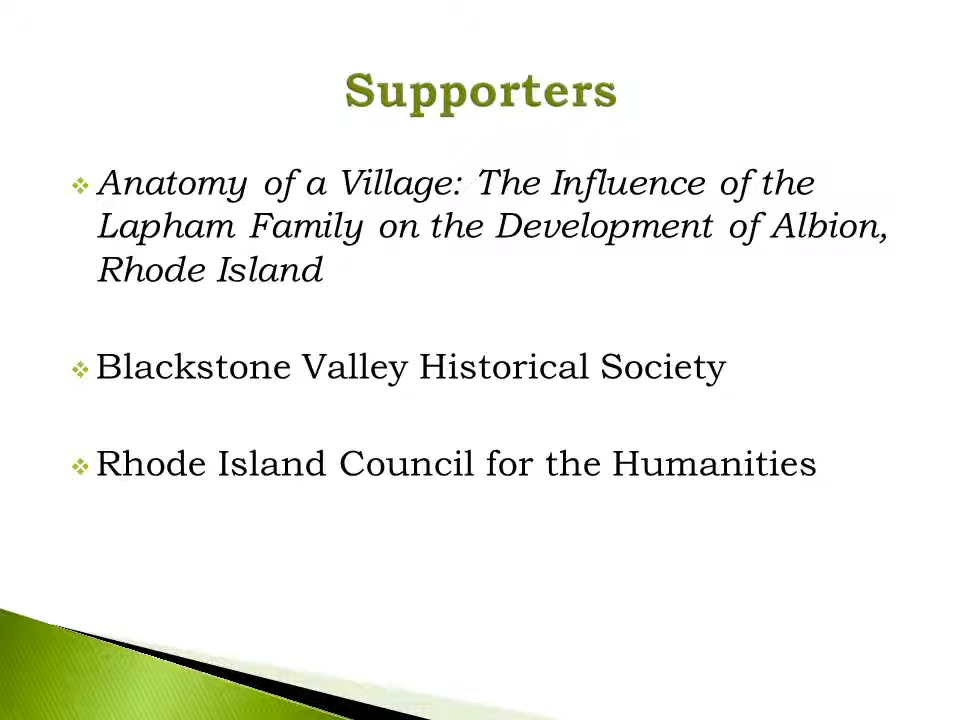 Supporters
Anatomy of a Village: The Influence of the
Lapham Family on the Development of Albion,
Rhode Island
Blackstone Valley Historical Society
Rhode Island Council for the Humanities